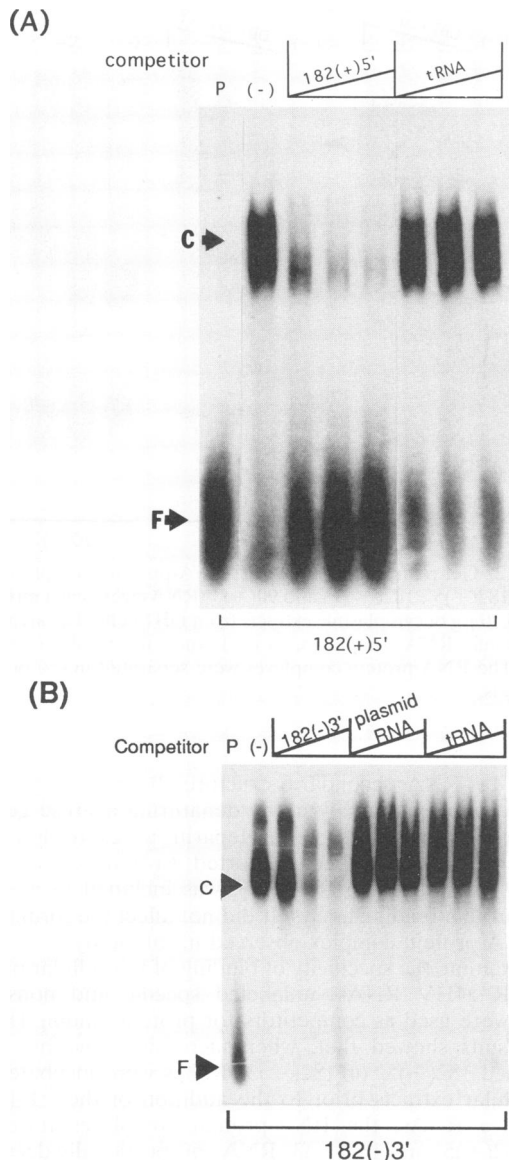 (A)
competitor
P (-) 182(+)5' tRNA
C
F
182(+)5'
(B)
Competitor P (-) 182(-)3' plasmid RNA tRNA
C
F
182(-)3'